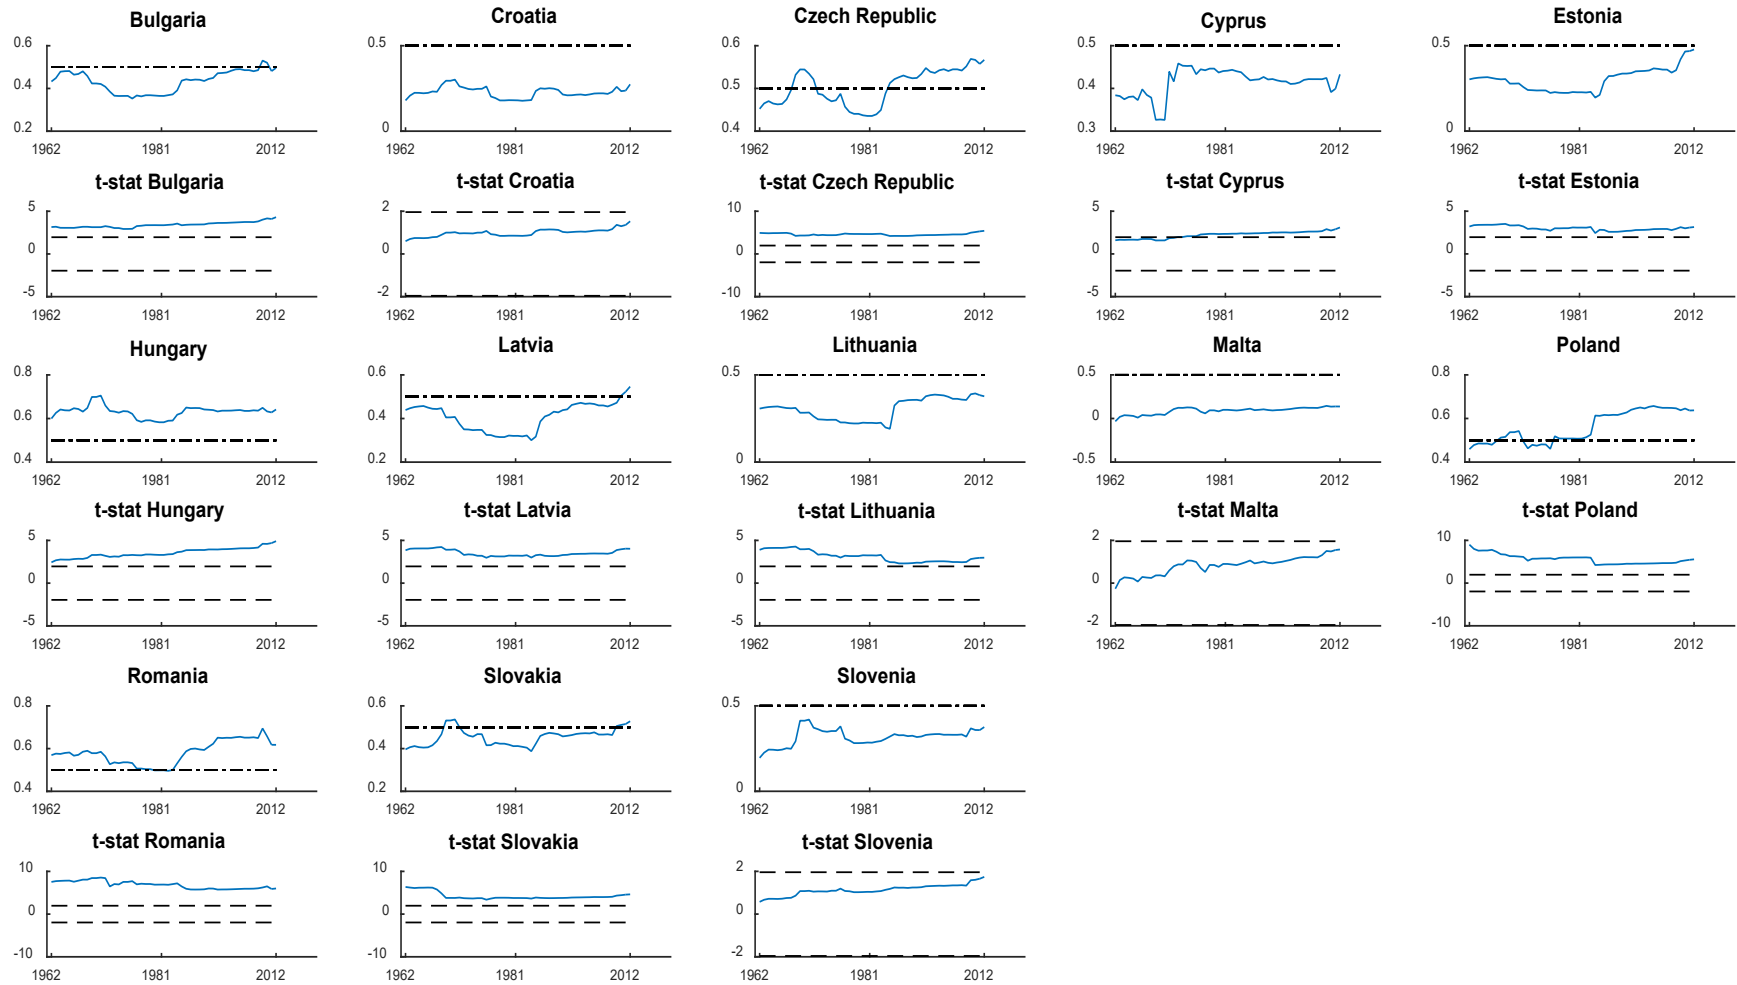 Bulgaria
0.6
0.4
0.2
1962 1981 2012
Croatia
0.5
0
1962 1981 2012
Czech Republic
0.6
0.5
0.4
1962 1981 2012
Cyprus
0.5
0.4
0.3
1962 1981 2012
Estonia
0.5
0
1962 1981 2012
t-stat Bulgaria
5
0
-5
1962 1981 2012
t-stat Croatia
2
0
-2
1962 1981 2012
t-stat Czech Republic
10
0
-10
1962 1981 2012
t-stat Cyprus
5
0
-5
1962 1981 2012
t-stat Estonia
5
0
-5
1962 1981 2012
Hungary
0.8
0.6
0.4
1962 1981 2012
Latvia
0.6
0.4
0.2
1962 1981 2012
Lithuania
0.5
0
1962 1981 2012
Malta
0.5
0
-0.5
1962 1981 2012
Poland
0.8
0.6
0.4
1962 1981 2012
t-stat Hungary
5
0
-5
1962 1981 2012
t-stat Latvia
5
0
-5
1962 1981 2012
t-stat Lithuania
5
0
-5
1962 1981 2012
t-stat Malta
2
0
-2
1962 1981 2012
t-stat Poland
10
0
-10
1962 1981 2012
Romania
0.8
0.6
0.4
1962 1981 2012
Slovakia
0.6
0.4
0.2
1962 1981 2012
Slovenia
0.5
0
1962 1981 2012
t-stat Romania
10
0
-10
1962 1981 2012
t-stat Slovakia
10
0
-10
1962 1981 2012
t-stat Slovenia
2
0
-2
1962 1981 2012